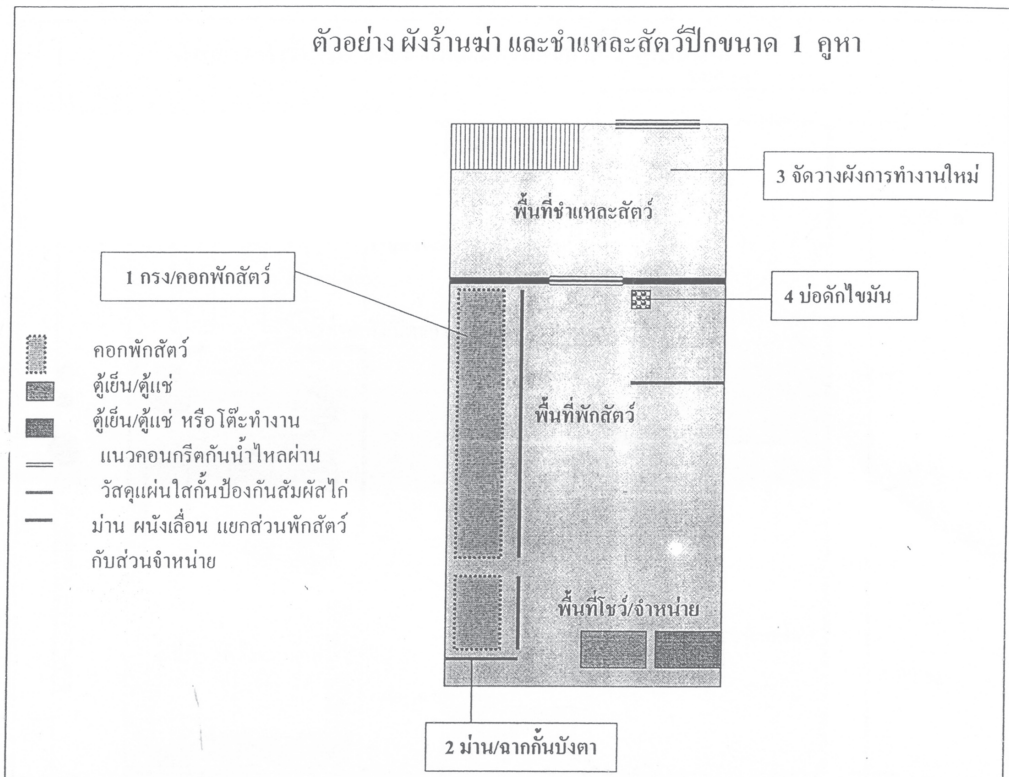 ตัวอย่าง ผังร้านฆ่า และชำแหละสัตว์ปีกขนาด 1 คูหา
3 จัดวางผังการทำงานใหม่
พื้นที่ชำแหละสัตว์
1 กรง/คอกพักสัตว์
4 บ่อดักไขมัน
คอกพักสัตว์
ตู้เย็น/ตู้แช่
ตู้เย็น/ตู้แช่ หรือโต๊ะทำงาน
แนวคอนกรีตกันน้ำไหลผ่าน
วัสดุแผ่นใสกั้นป้องกันสัมผัสไก่
ม่าน ผนังเลื่อน แยกส่วนพักสัตว์
กับส่วนจำหน่าย
พื้นที่พักสัตว์
พื้นที่โชว์/จำหน่าย
2 ม่าน/ฉากกั้นบังตา